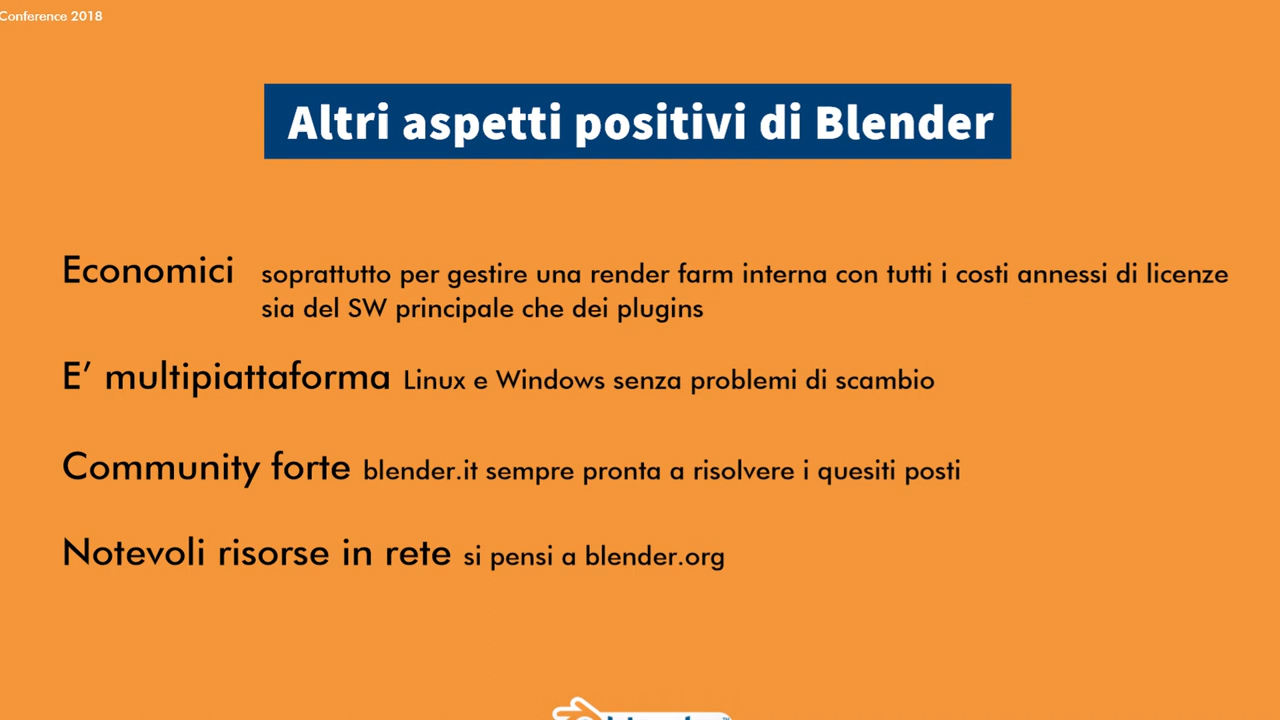 Conference 2018
Altri aspetti positivi di Blender
Economici soprattutto per gestire una render farm interna con tutti i costi annessi di licenze
sia del SW principale che dei plugins
E’ multipiattaforma Linux e Windows senza problemi di scambio
Community forte blender.it sempre pronta a risolvere i quesiti posti
Notevoli risorse in rete si pensi a blender.org